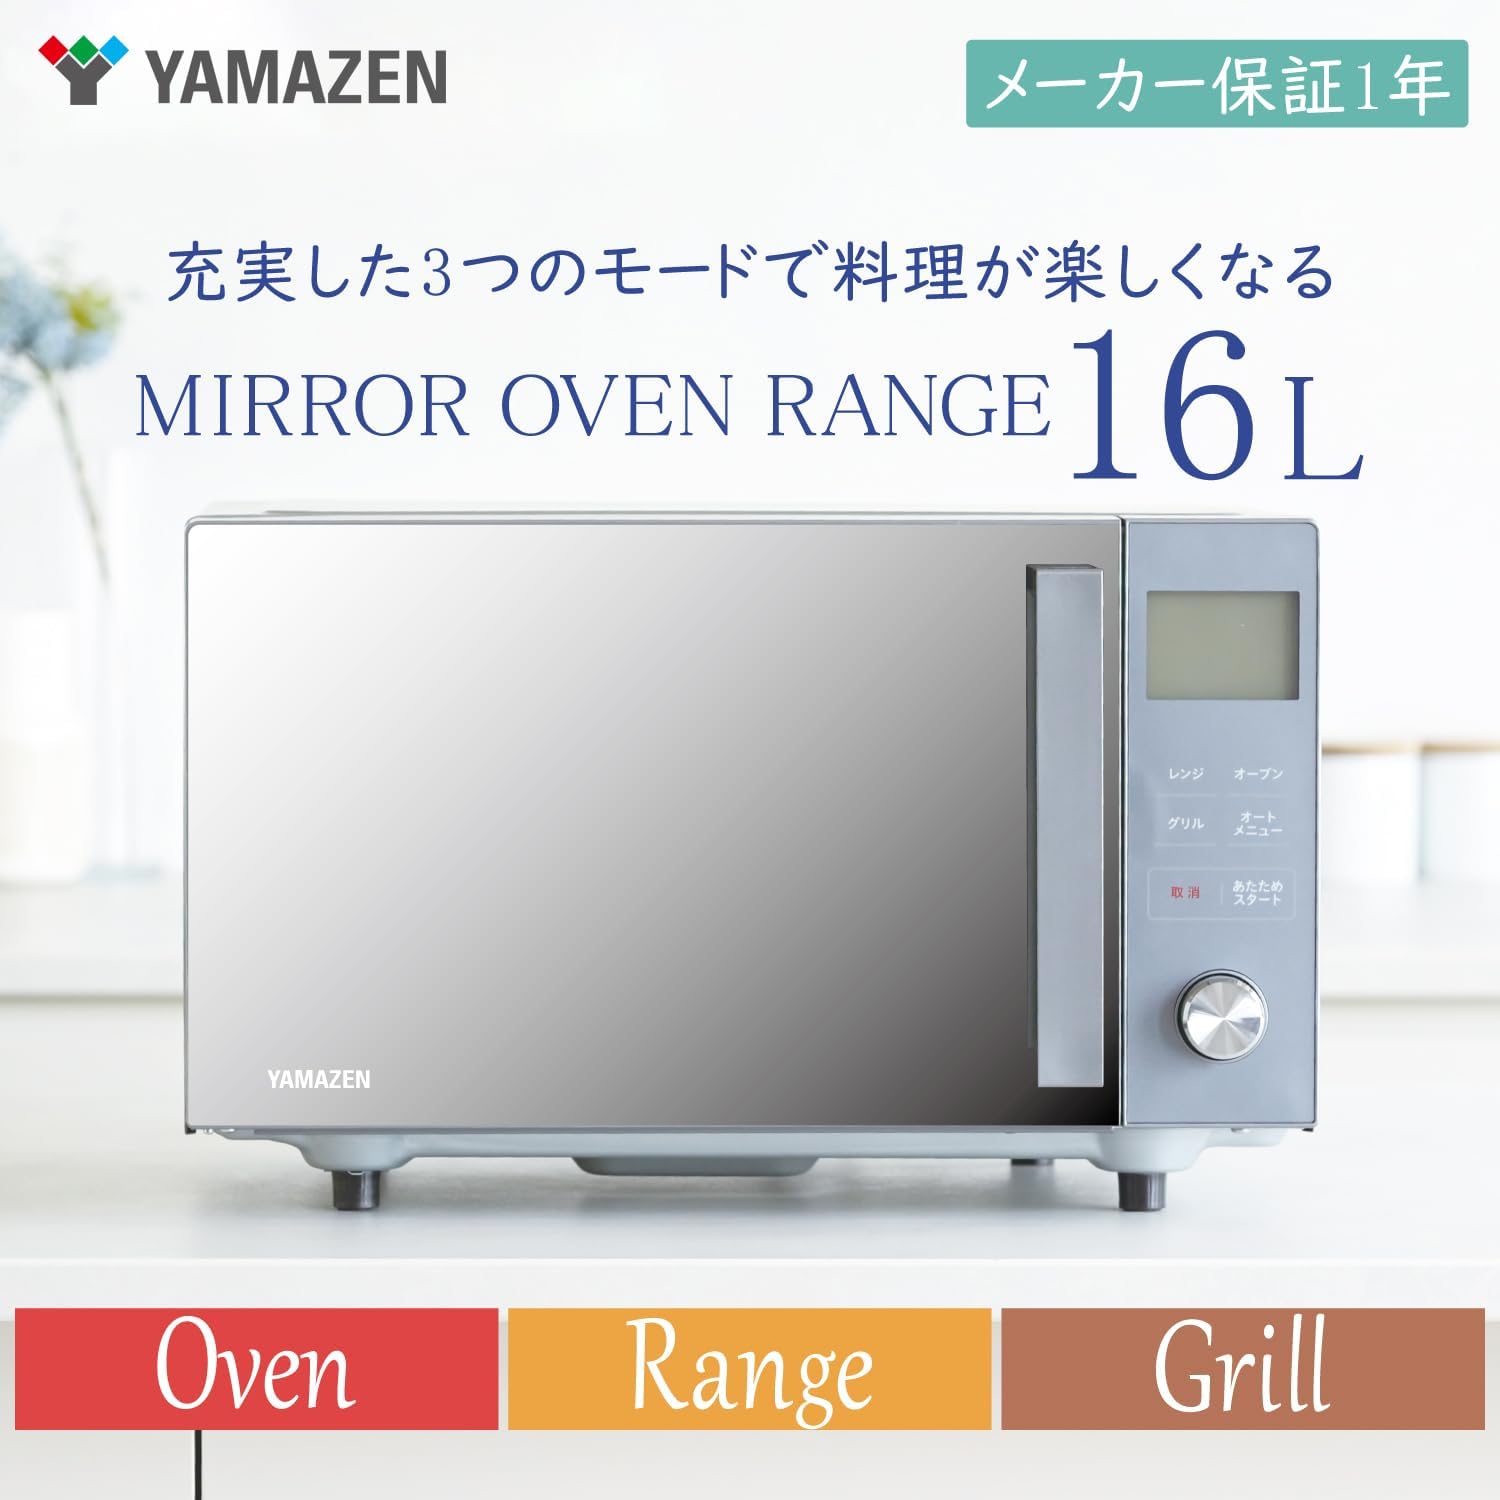 YAMAZEN
メーカー保証1年
充実した3つのモードで料理が楽しくなる
MIRROR OVEN RANGE 16L
レンジ オーブン
グリル オート
メニュー
取消 あたため
スタート
YAMAZEN
Oven Range Grill